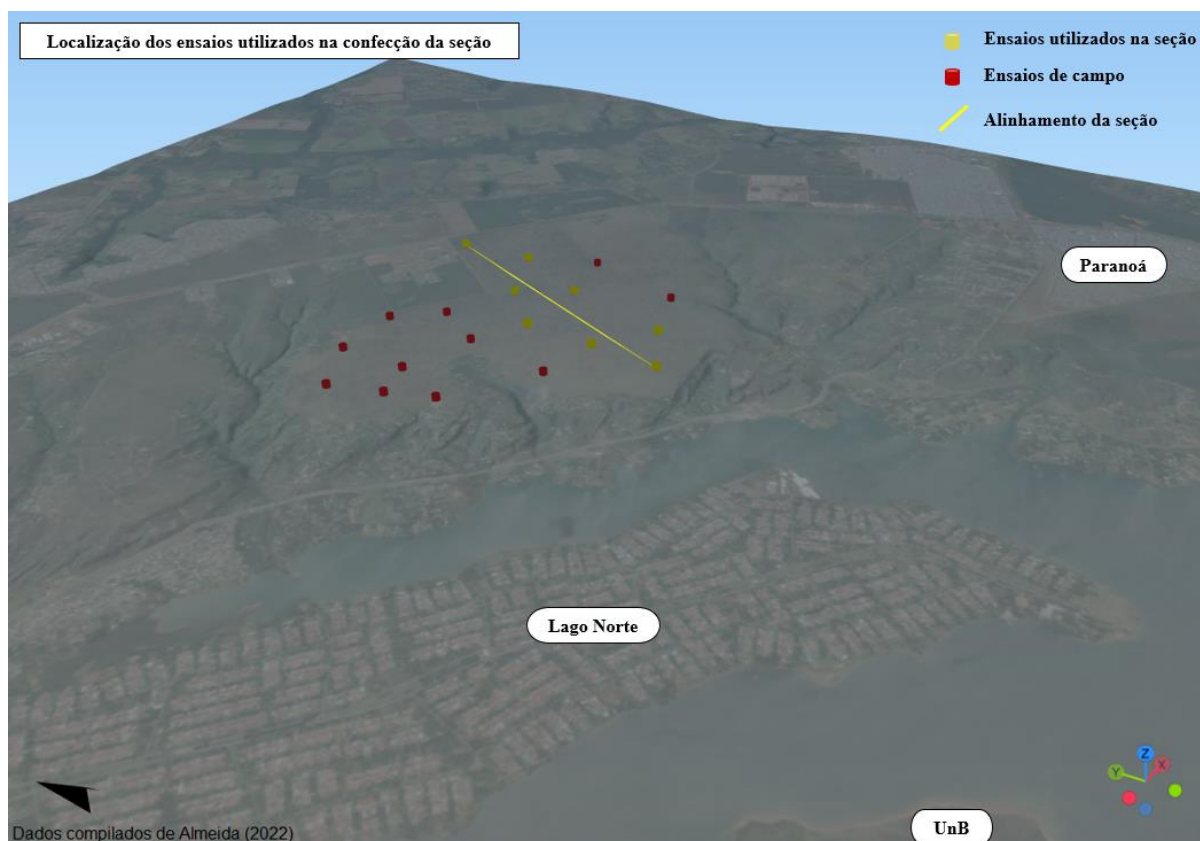 Localização dos ensaios utilizados na confecção da seção
Ensaios utilizados na seção
Ensaios de campo
Alinhamento da seção
Paranoá
Lago Norte
Z
X
Y
UnB
Dados compilados de Almeida (2022)